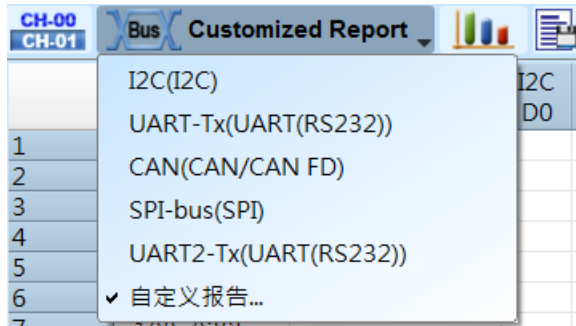 CH-00
CH-01
Bus
Customized Report
I2C(I2C)
UART-Tx(UART(RS232))
CAN(CAN/CAN FD)
SPI-bus(SPI)
UART2-Tx(UART(RS232))
自定义报告...
I2C
D0
1
2
3
4
5
6